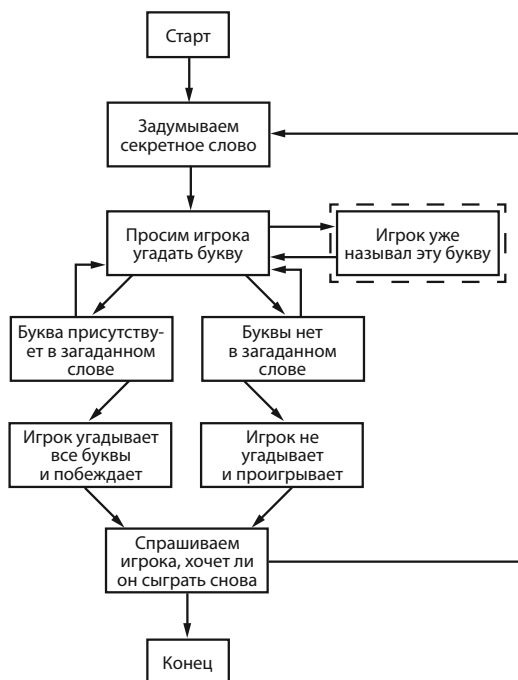 Старт
Задумываем
секретное слово
Просим игрока
угадать букву
Игрок уже
называл эту букву
Буква присутству-
ет в загаданном
слове
Буквы нет
в загаданном
слове
Игрок угадывает
все буквы
и побеждает
Игрок не
угадывает
и проигрывает
Спрашиваем
игрока, хочет ли
он сыграть снова
Конец